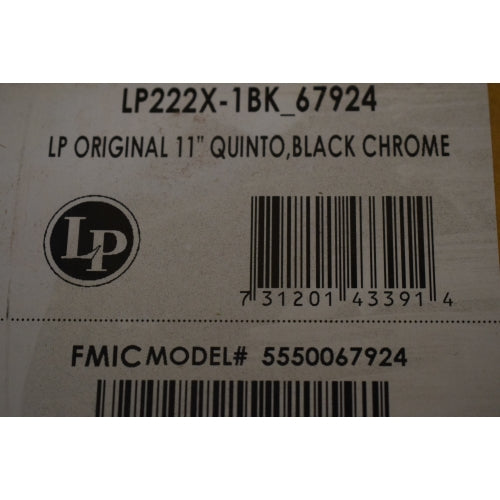 LP222X-1BK_67924
LP ORIGINAL 11" QUINTO,BLACK CHROME
LP
7 31201 43391 4
FMIC MODEL# 5550067924